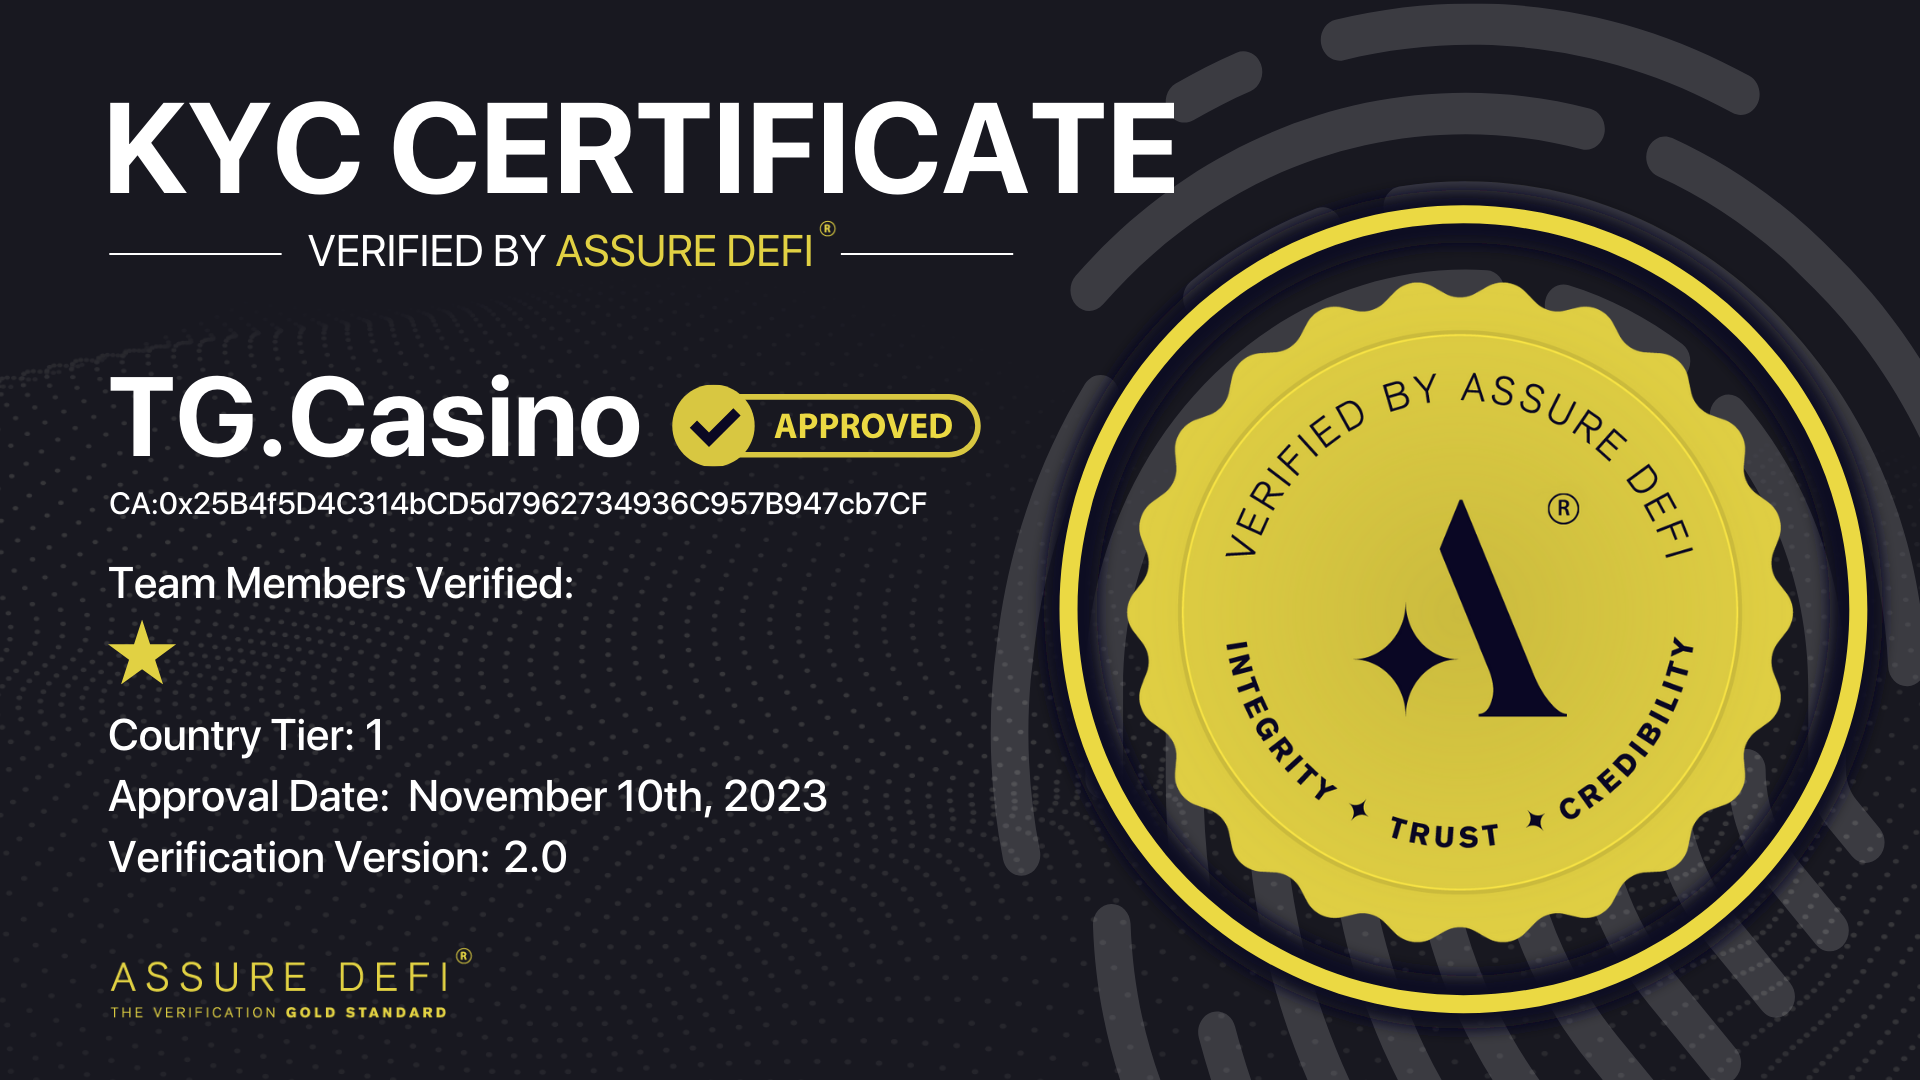 KYC CERTIFICATE
VERIFIED BY ASSURE DEFI ®
TG.Casino
APPROVED
CA:0x25B4f5D4C314bCD5d7962734936C957B947cb7CF
Team Members Verified:
Country Tier: 1
Approval Date: November 10th, 2023
Verification Version: 2.0
ASSURE DEFI ®
THE VERIFICATION GOLD STANDARD
VERIFIED BY ASSURE DEFI
®
INTEGRITY ✦ TRUST ✦ CREDIBILITY